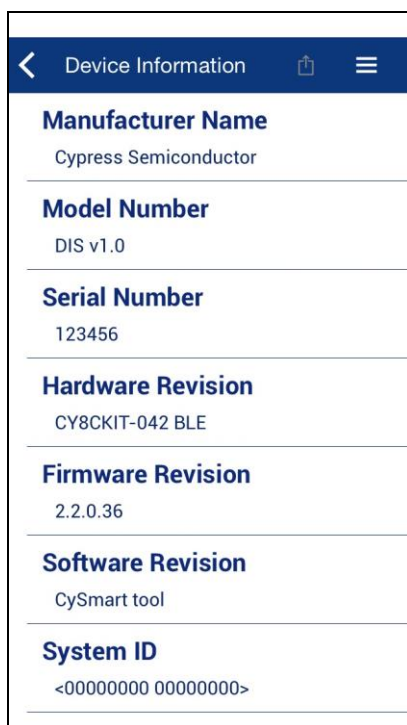 Device Information
Manufacturer Name
Cypress Semiconductor
Model Number
DIS v1.0
Serial Number
123456
Hardware Revision
CY8CKIT-042 BLE
Firmware Revision
2.2.0.36
Software Revision
CySmart tool
System ID
<00000000 00000000>